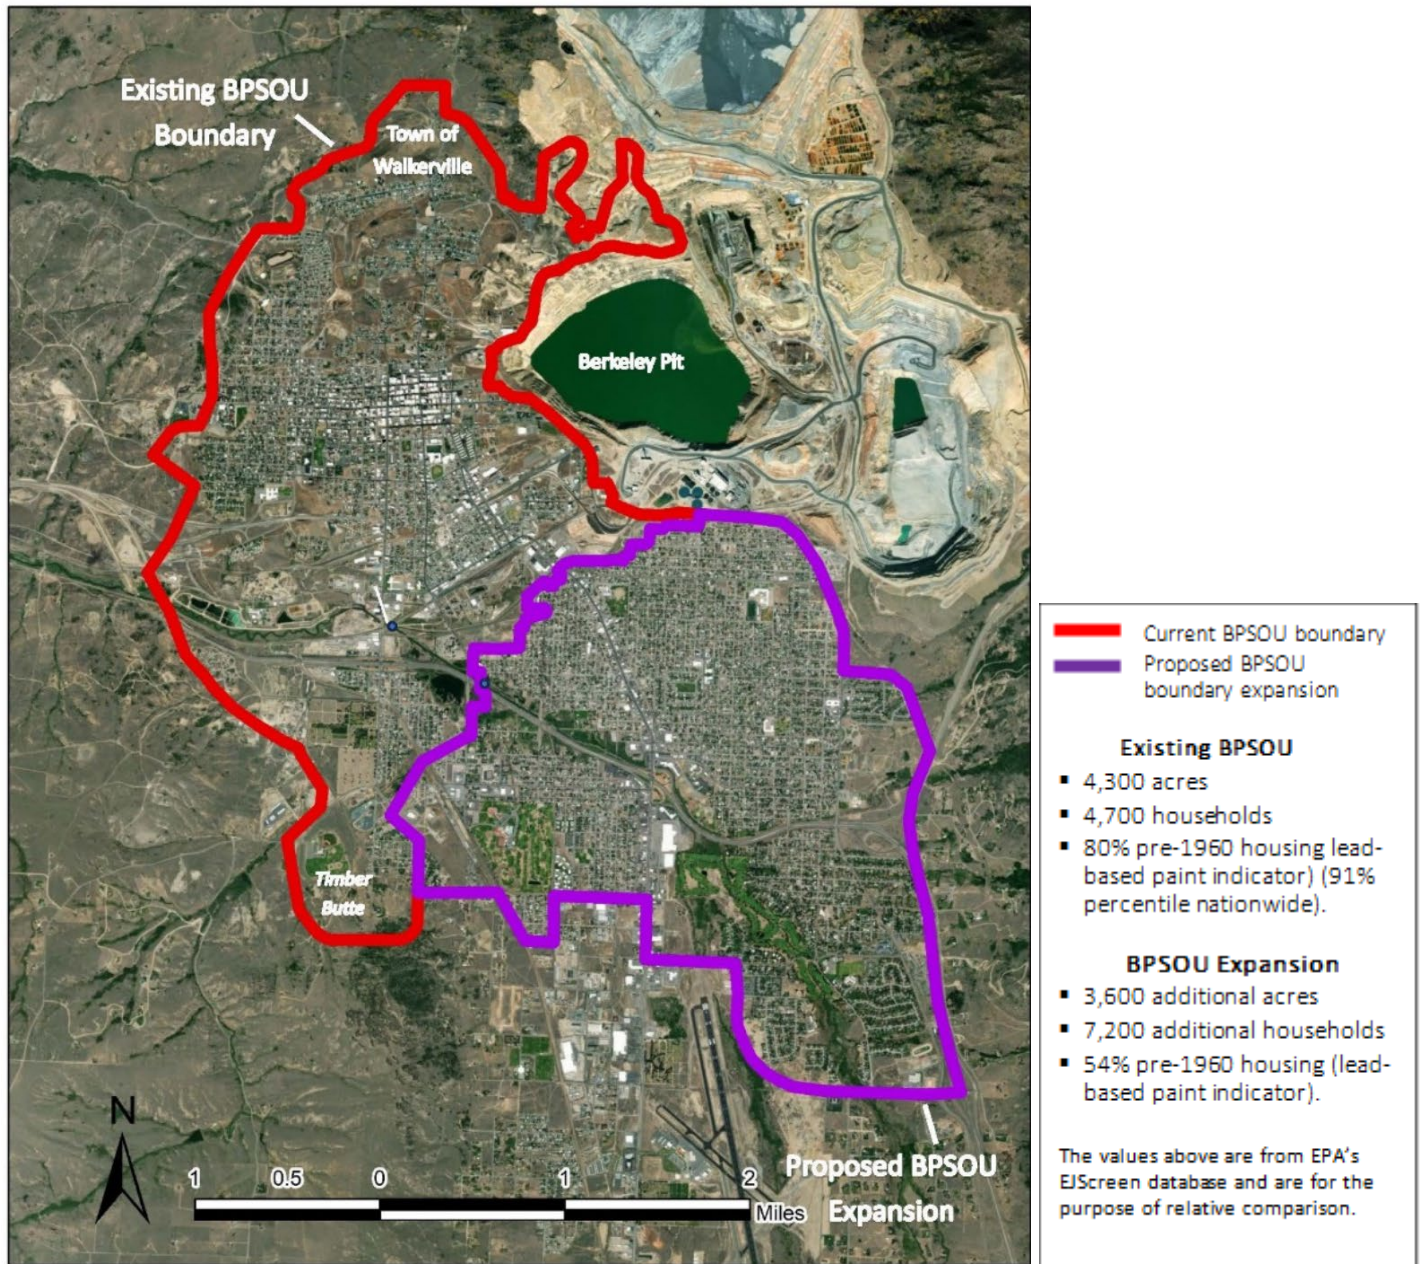 Existing BPSOU
Boundary
Town of
Walkerville
Berkeley Pit
Timber
Butte
N
1 0.5 0 1 2
Miles
Proposed BPSOU
Expansion
Current BPSOU boundary
Proposed BPSOU
boundary expansion
Existing BPSOU
▪ 4,300 acres
▪ 4,700 households
▪ 80% pre-1960 housing lead-
based paint indicator) (91%
percentile nationwide).
BPSOU Expansion
▪ 3,600 additional acres
▪ 7,200 additional households
▪ 54% pre-1960 housing (lead-
based paint indicator).
The values above are from EPA’s
EJScreen database and are for the
purpose of relative comparison.